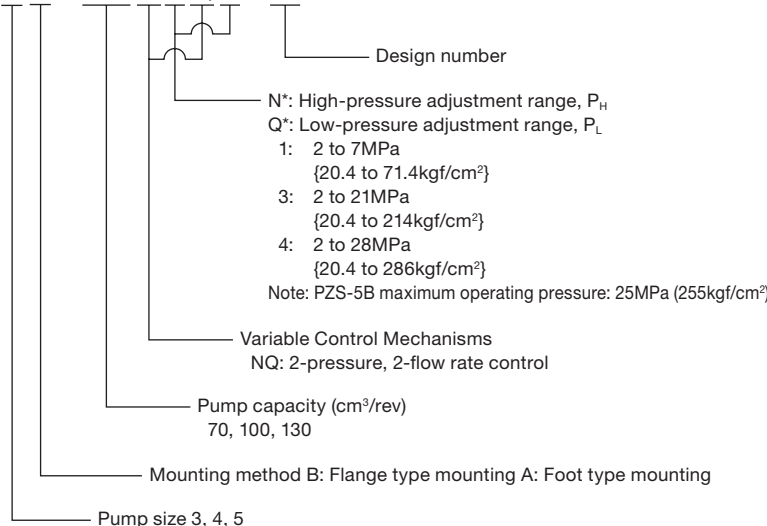 Design number
N*: High-pressure adjustment range, P_H
Q*: Low-pressure adjustment range, P_L
1: 2 to 7MPa
{20.4 to 71.4kgf/cm²}
3: 2 to 21MPa
{20.4 to 214kgf/cm²}
4: 2 to 28MPa
{20.4 to 286kgf/cm²}
Note: PZS-5B maximum operating pressure: 25MPa (255kgf/cm²)
Variable Control Mechanisms
NQ: 2-pressure, 2-flow rate control
Pump capacity (cm³/rev)
70, 100, 130
Mounting method B: Flange type mounting A: Foot type mounting
Pump size 3, 4, 5